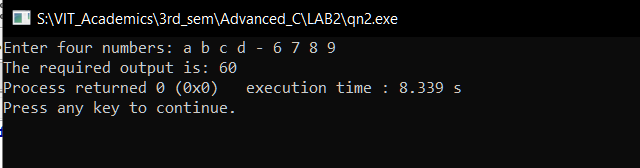 S:\VIT_Academics\3rd_sem\Advanced_C\LAB2\qn2.exe
Enter four numbers: a b c d - 6 7 8 9
The required output is: 60
Process returned 0 (0x0)   execution time : 8.339 s
Press any key to continue.